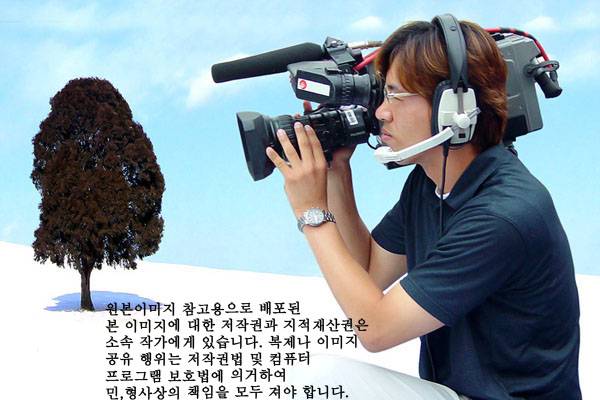 원본이마지 참고용으로 배포된
본 이미지에 대한 저작권과 지적재산권은
소속 작가에게 있습니다. 복제나 이미지
공유 행위는 저작권법 및 컴퓨터
프로그램 보호법에 의거하여
민,형사상의 책임을 모두 져야 합니다.